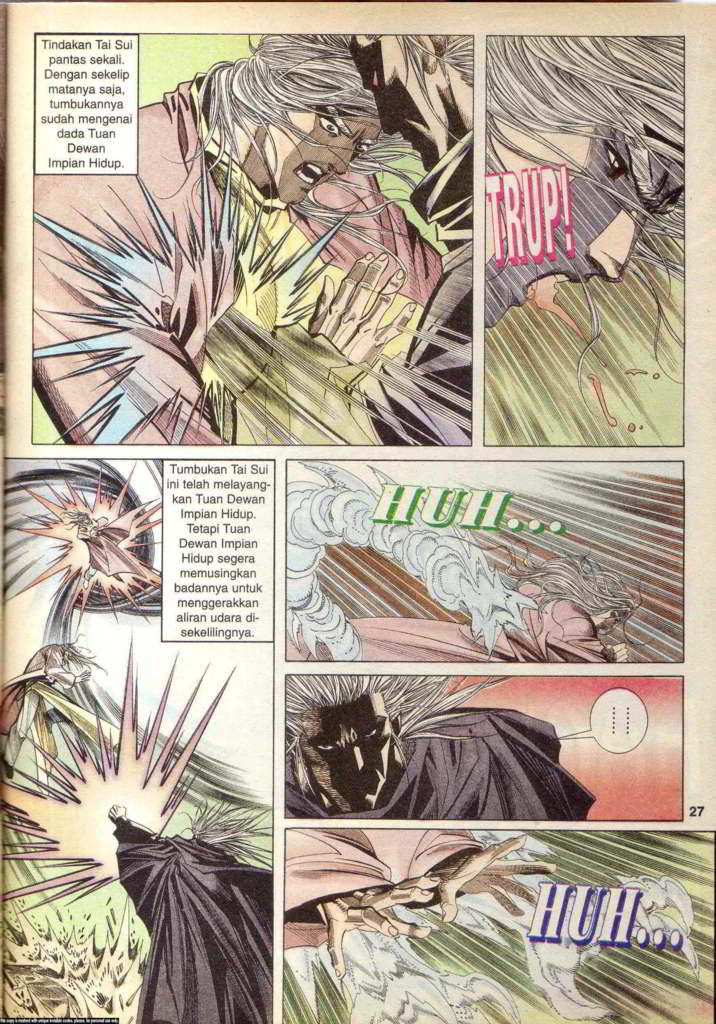 Tindakan Tai Sui
pantas sekali.
Dengan sekelip
matanya saja,
tumbukannya
sudah mengenai
dada Tuan
Dewan
Impian Hidup.
TRUP!
Tumbukan Tai Sui
ini telah melayang-
kan Tuan Dewan
Impian Hidup.
Tetapi Tuan
Dewan Impian
Hidup segera
memusingkan
badannya untuk
menggerakkan
aliran udara di-
sekelilingnya.
HUH...
27
HUH...